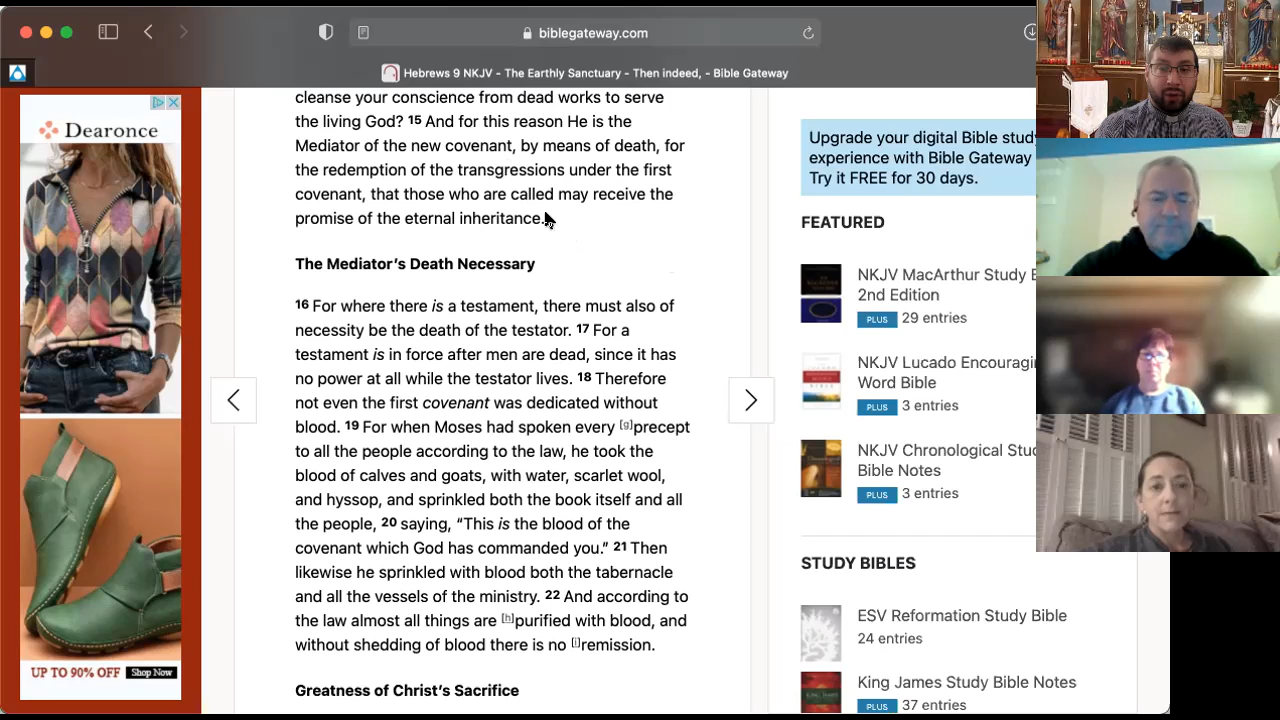 biblegateway.com
Hebrews 9 NKJV - The Earthly Sanctuary - Then indeed, - Bible Gateway
Dearonce
UP TO 90% OFF Shop Now
cleanse your conscience from dead works to serve
the living God? 15 And for this reason He is the
Mediator of the new covenant, by means of death, for
the redemption of the transgressions under the first
covenant, that those who are called may receive the
promise of the eternal inheritance.
The Mediator’s Death Necessary
16 For where there is a testament, there must also of
necessity be the death of the testator. 17 For a
testament is in force after men are dead, since it has
no power at all while the testator lives. 18 Therefore
not even the first covenant was dedicated without
blood. 19 For when Moses had spoken every [g]precept
to all the people according to the law, he took the
blood of calves and goats, with water, scarlet wool,
and hyssop, and sprinkled both the book itself and all
the people, 20 saying, “This is the blood of the
covenant which God has commanded you.” 21 Then
likewise he sprinkled with blood both the tabernacle
and all the vessels of the ministry. 22 And according to
the law almost all things are [h]purified with blood, and
without shedding of blood there is no [i]remission.
Greatness of Christ’s Sacrifice
Upgrade your digital Bible study
experience with Bible Gateway
Try it FREE for 30 days.
FEATURED
NKJV MacArthur Study
2nd Edition
PLUS 29 entries
NKJV Lucado
Word Bible
PLUS 3 entries
NKJV Chronological
Bible Notes
PLUS 3 entries
STUDY BIBLES
ESV Reformation Study Bible
24 entries
King James Study Bible Notes
PLUS 37 entries